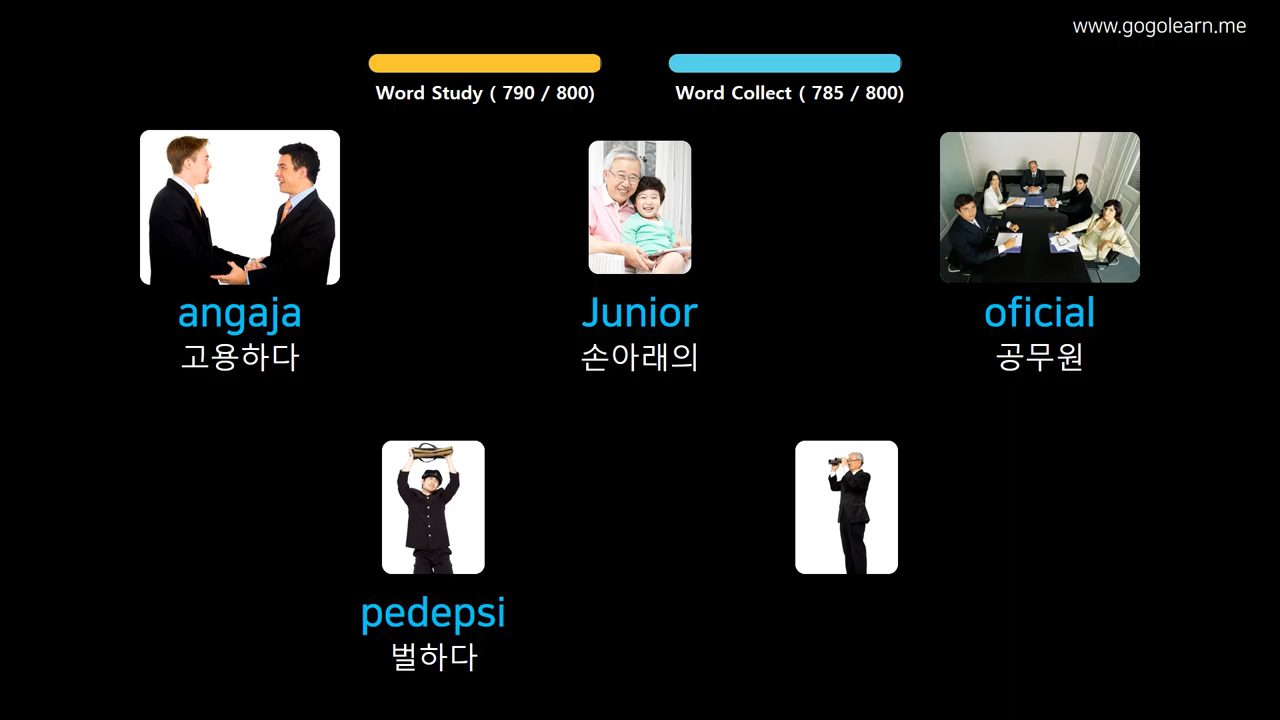 www.gogolearn.me
Word Study ( 790 / 800)
Word Collect ( 785 / 800)
angaja
고용하다
Junior
손아래의
oficial
공무원
pedepsi
벌하다